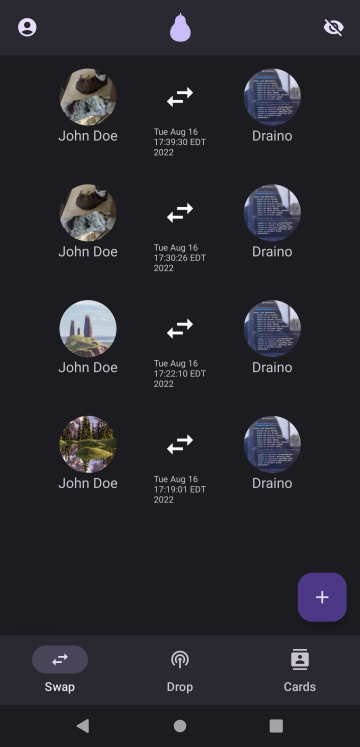 John Doe
Tue Aug 16
17:39:30 EDT
2022
Draino
John Doe
Tue Aug 16
17:30:26 EDT
2022
Draino
John Doe
Tue Aug 16
17:22:10 EDT
2022
Draino
John Doe
Tue Aug 16
17:19:01 EDT
2022
Draino
+
Swap
Drop
Cards